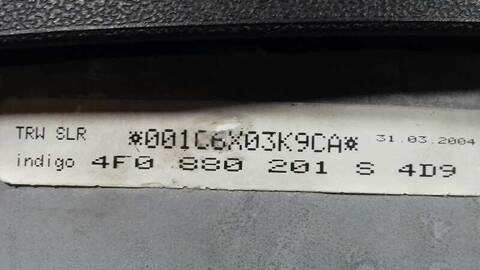 TRW SLR *001C6X03K9CA* 31.03.2004
indigo 4F0 880 201 S 4D9